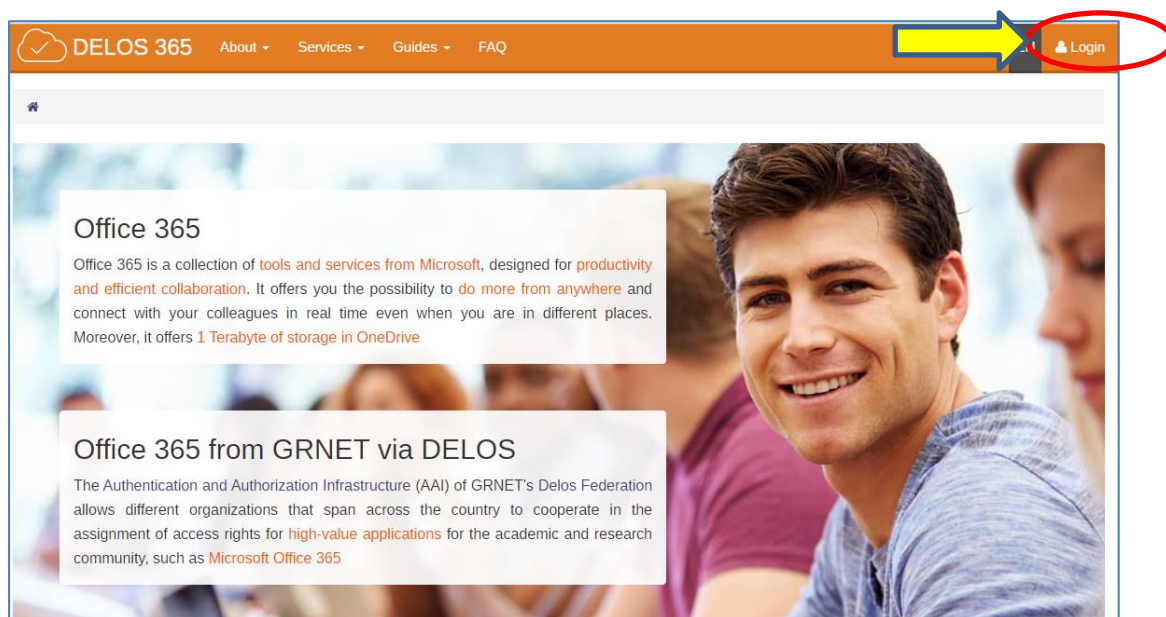 DELOS 365 About Services Guides FAQ Login
Office 365
Office 365 is a collection of tools and services from Microsoft, designed for productivity
and efficient collaboration. It offers you the possibility to do more from anywhere and
connect with your colleagues in real time even when you are in different places.
Moreover, it offers 1 Terabyte of storage in OneDrive
Office 365 from GRNET via DELOS
The Authentication and Authorization Infrastructure (AAI) of GRNET's Delos Federation
allows different organizations that span across the country to cooperate in the
assignment of access rights for high-value applications for the academic and research
community, such as Microsoft Office 365